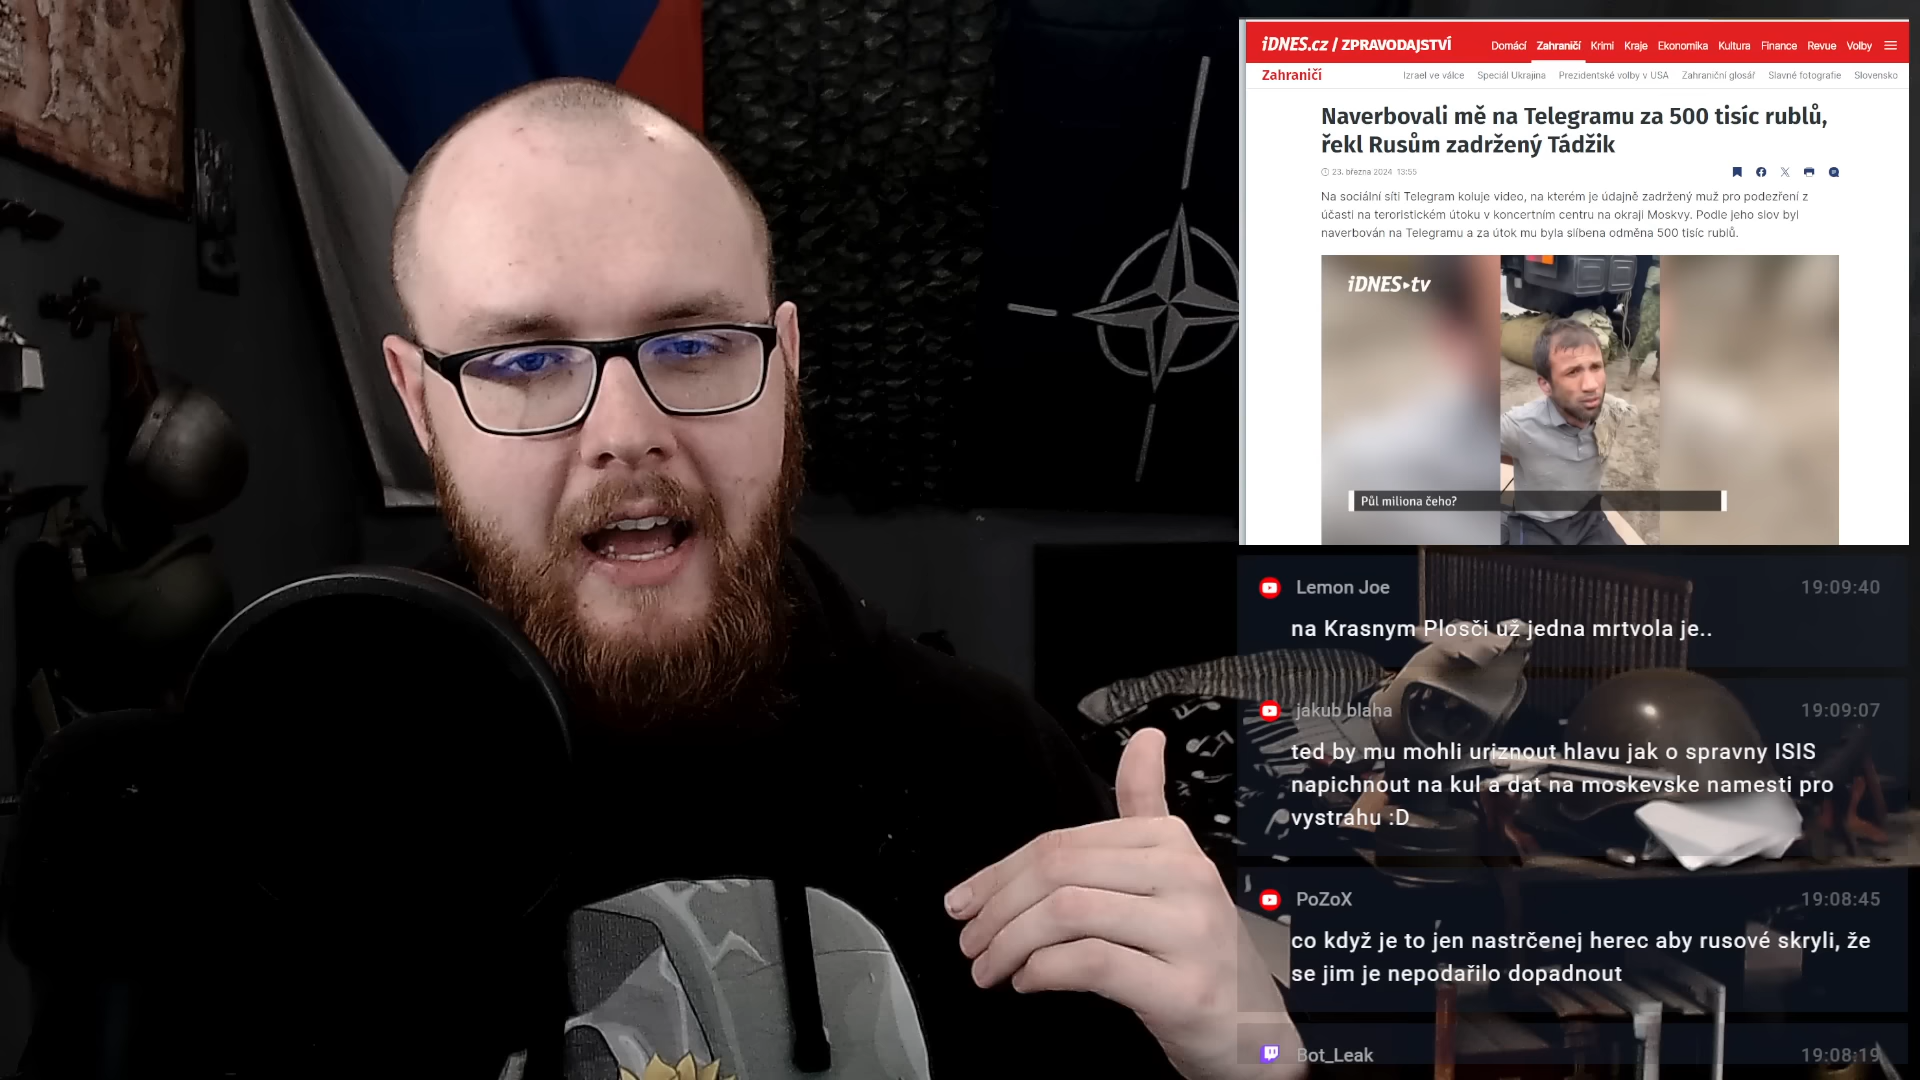 iDNES.cz / ZPRAVODAJSTVÍ
Domácí Zahraničí Krimi Kraje Ekonomika Kultura Finance Revue Volby
Zahraničí
Izrael ve válce Speciál Ukrajina Prezidentské volby v USA Zahraniční glosář Slavné fotografie Slovensko
Naverbovali mě na Telegramu za 500 tisíc rublů,
řekl Rusům zadržený Tádžik
23. března 2024 13:55
Na sociální síti Telegram koluje video, na kterém je údajně zadržený muž pro podezření z
účasti na teroristickém útoku v koncertním centru na okraji Moskvy. Podle jeho slov byl
naverbován na Telegramu a za útok mu byla slíbena odměna 500 tisíc rublů.
iDNES tv
Půl miliona čeho?
Lemon Joe 19:09:40
na Krasnym Plosči už jedna mrtvola je..
jakub blaha 19:09:07
ted by mu mohli uriznout hlavu jak o spravny ISIS
napichnout na kul a dat na moskevske namesti pro
vystrahu :D
PoZoX 19:08:45
co když je to jen nastrčenej herec aby rusové skryli, že
se jim je nepodařilo dopadnout
Bot_Leak 19:08:19